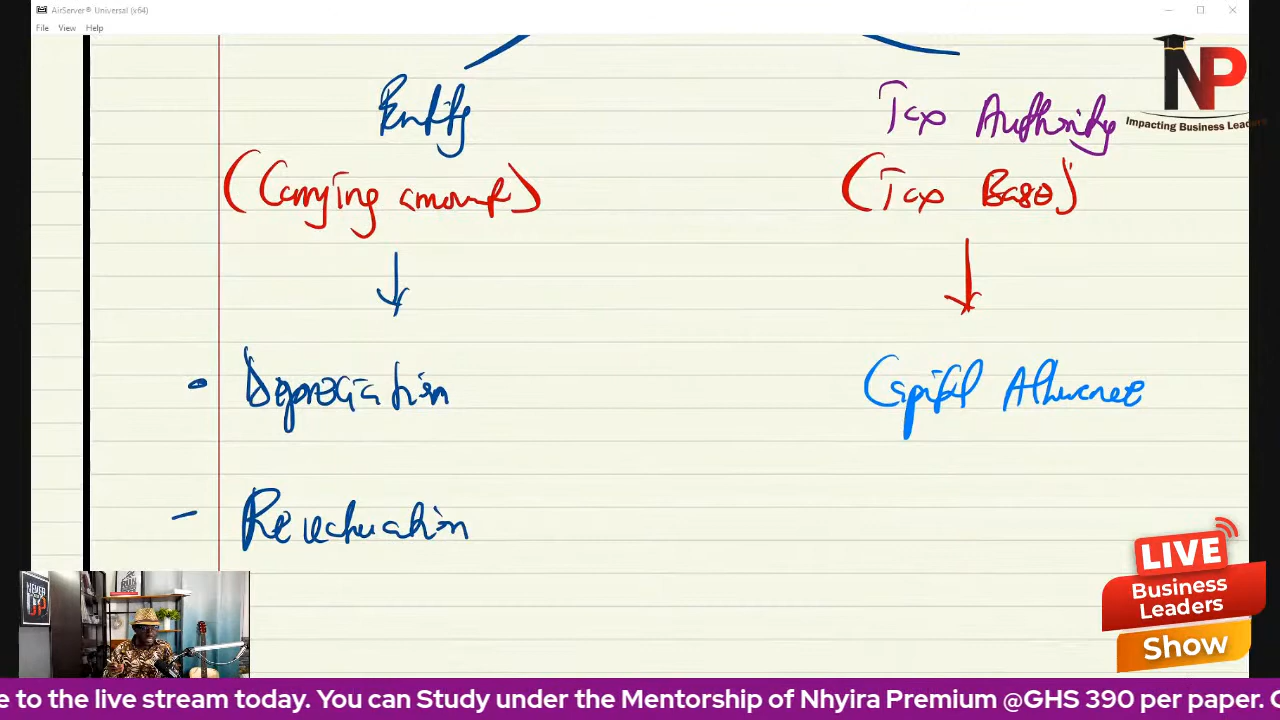 AirServer® Universal (x64)
File View Help
Entity
Tax Authority
(Carrying amount)
(Tax Base)
• Depreciation
Capital Allowance
- Revaluation
NP
Impacting Business Leaders
LIVE
Business
Leaders
Show
e to the live stream today. You can Study under the Mentorship of Nhyira Premium @GHS 390 per paper.